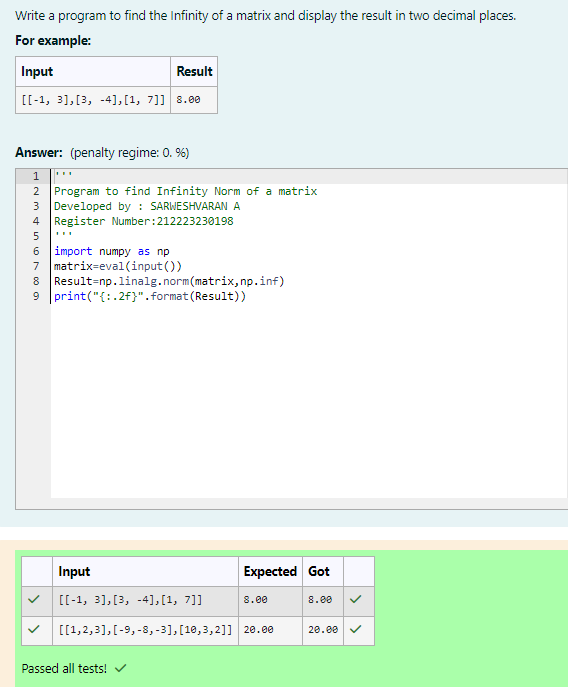 Write a program to find the Infinity of a matrix and display the result in two decimal places.
For example:
Input Result
[[-1, 3],[3, -4],[1, 7]] 8.00
Answer: (penalty regime: 0. %)
1 '''
2 Program to find Infinity Norm of a matrix
3 Developed by : SARWESHVARAN A
4 Register Number:212223230198
5 '''
6 import numpy as np
7 matrix=eval(input())
8 Result=np.linalg.norm(matrix,np.inf)
9 print("{:.2f}".format(Result))
Input Expected Got
[[-1, 3],[3, -4],[1, 7]] 8.00 8.00
[[1,2,3],[-9,-8,-3],[10,3,2]] 20.00 20.00
Passed all tests!